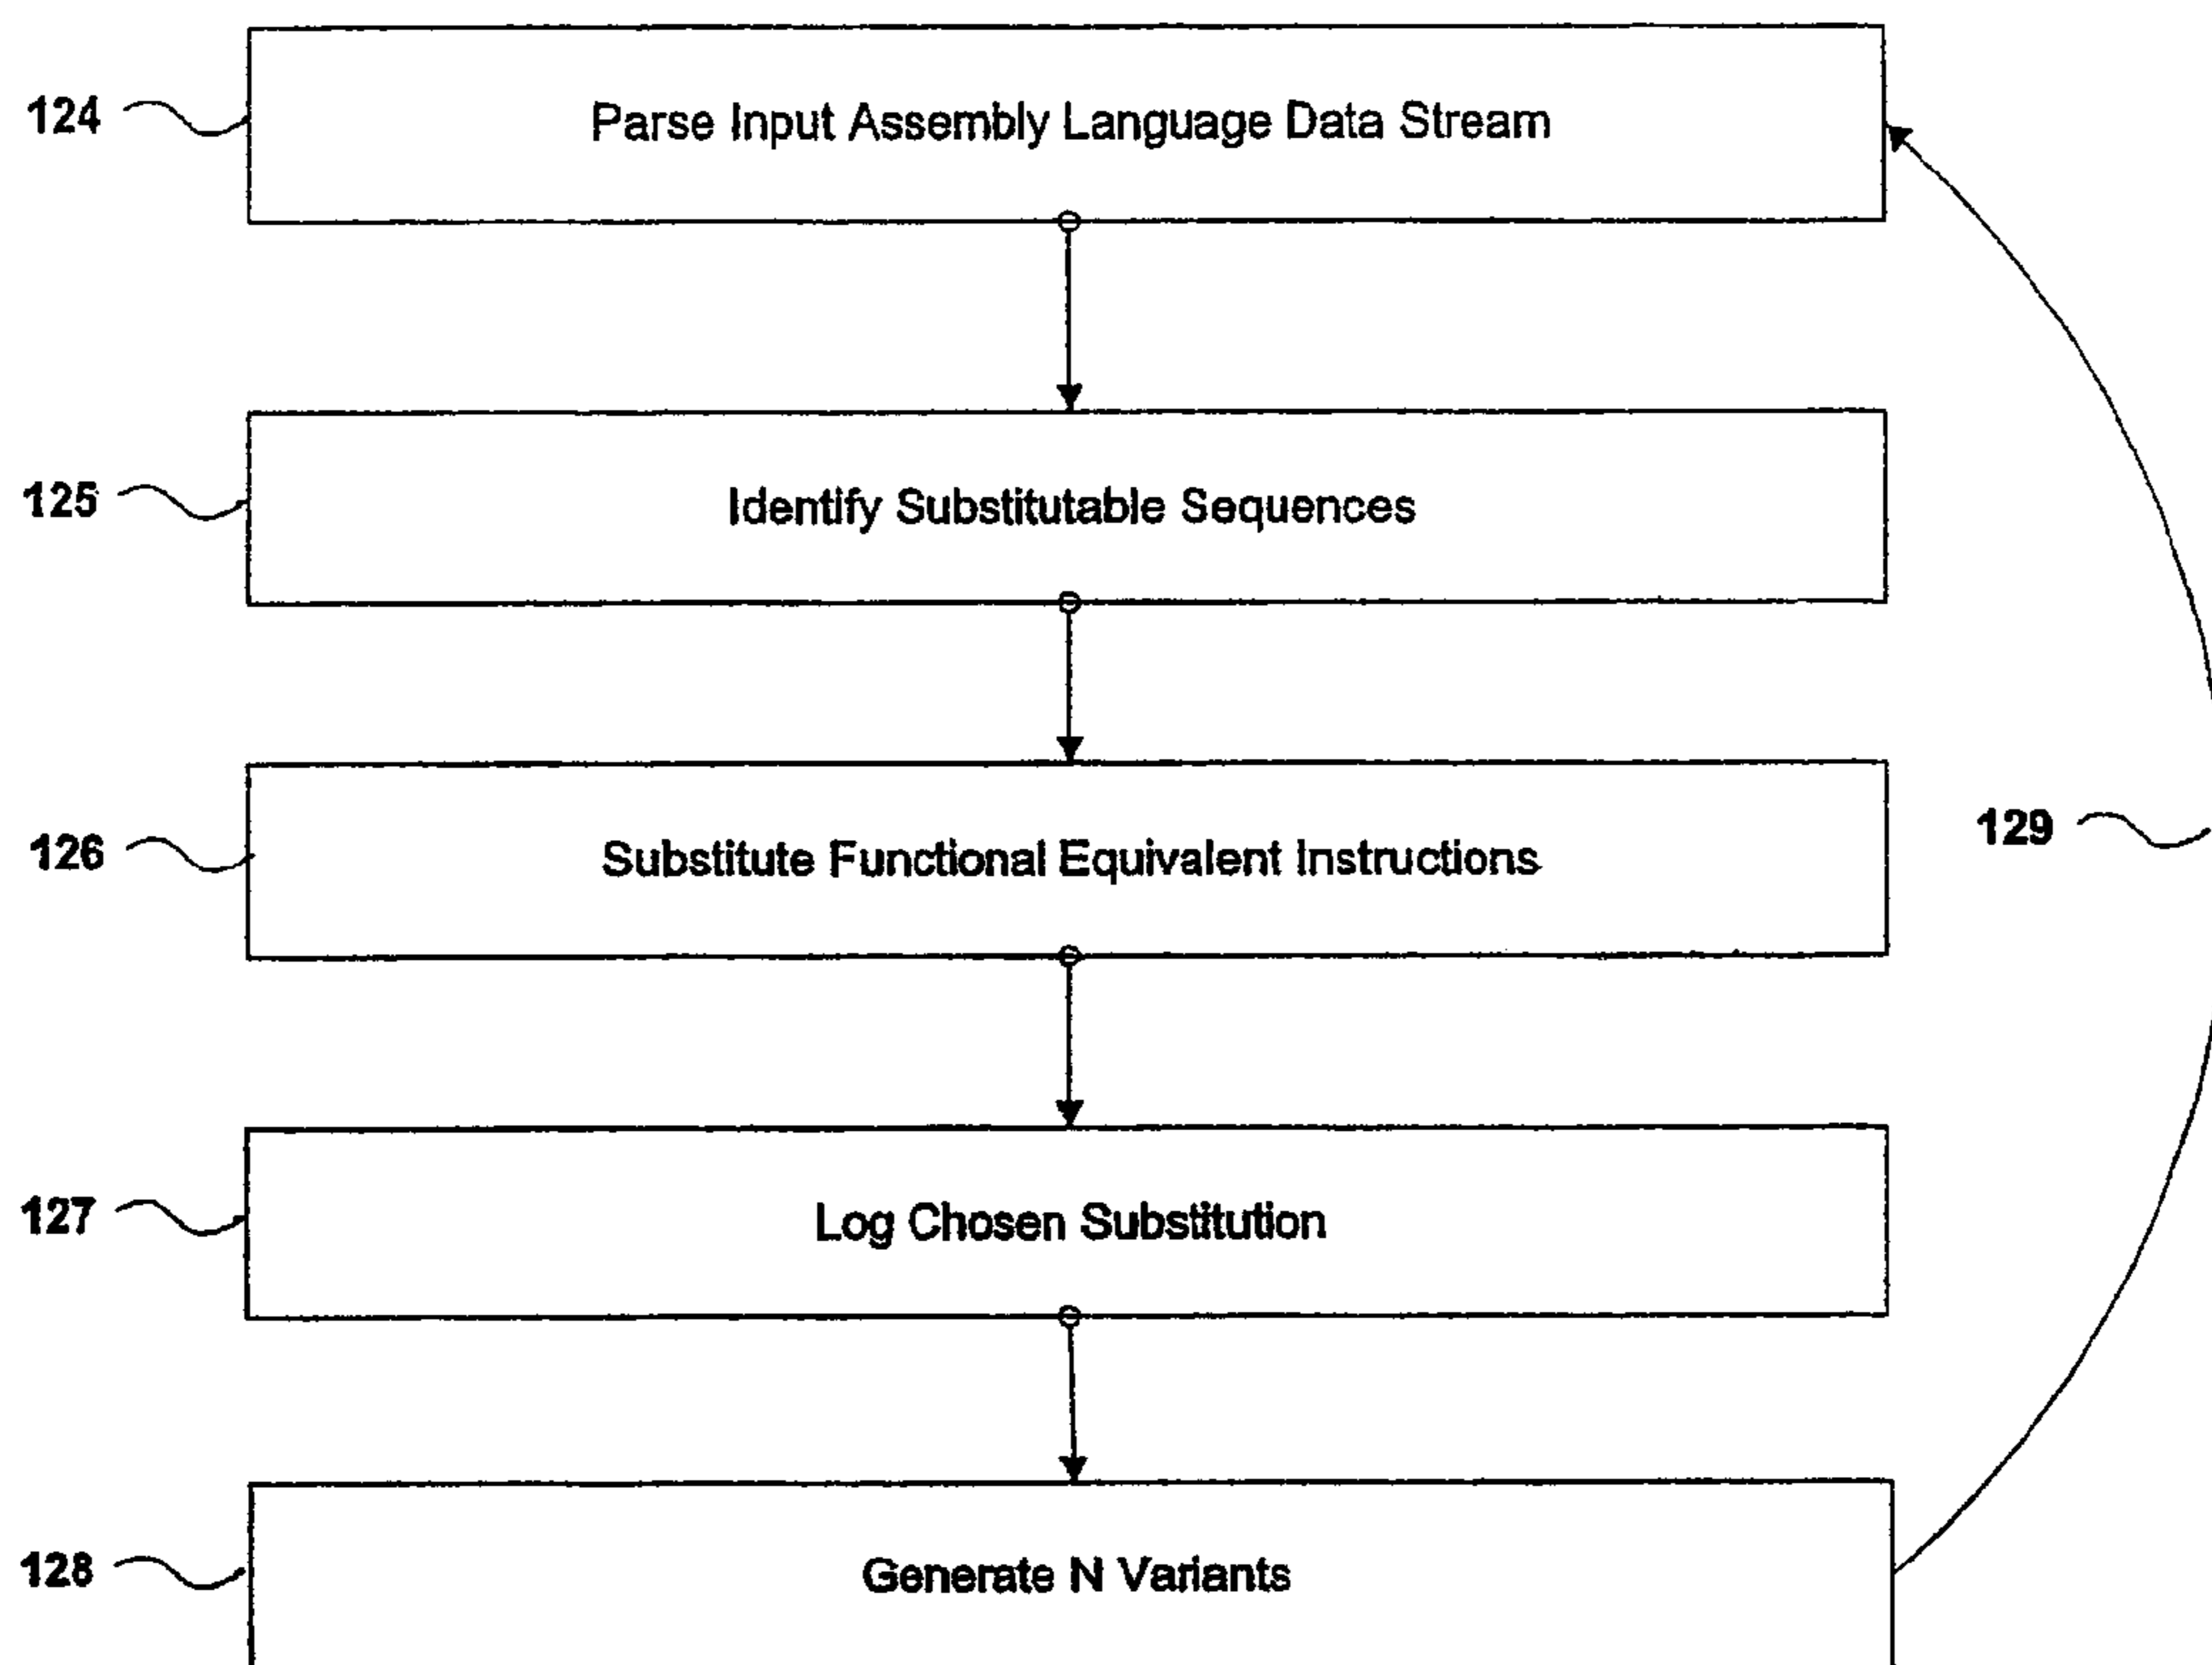 124
Parse Input Assembly Language Data Stream
125
Identify Substitutable Sequences
126
Substitute Functional Equivalent Instructions
129
127
Log Chosen Substitution
128
Generate N Variants